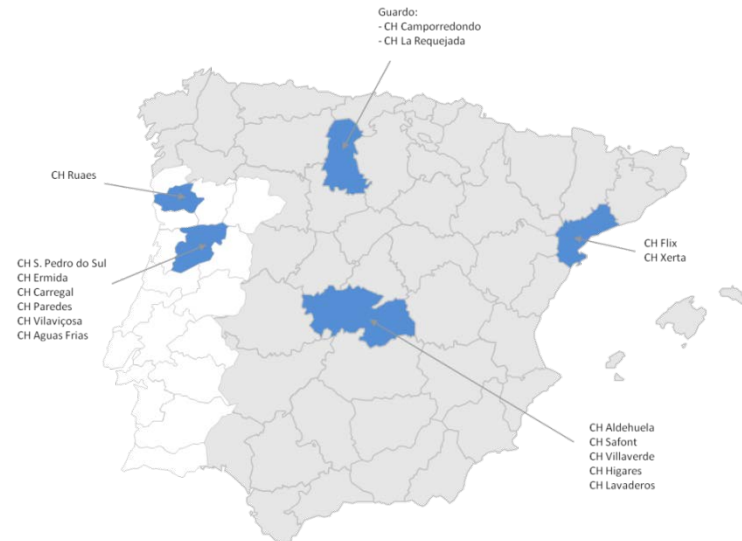 Guardo:
- CH Camporredondo
- CH La Requejada
CH Ruaes
CH S. Pedro do Sul
CH Ermida
CH Carregal
CH Paredes
CH Vilaviçosa
CH Aguas Frias
CH Flix
CH Xerta
CH Aldehuela
CH Safont
CH Villaverde
CH Higares
CH Lavaderos